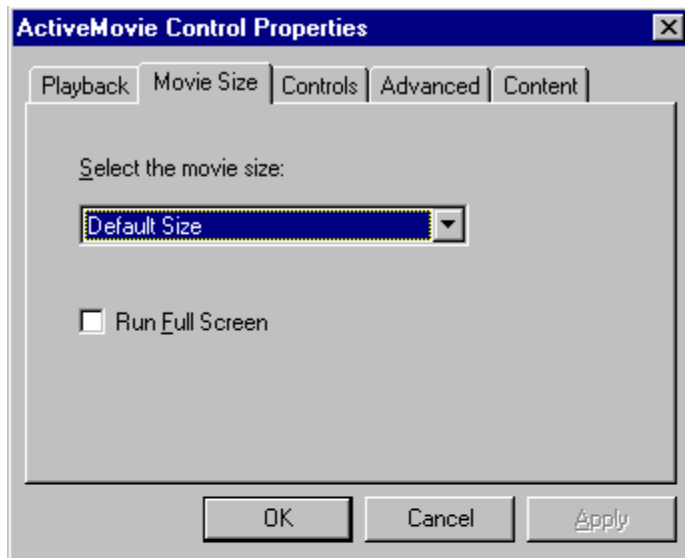 ActiveMovie Control Properties
Playback Movie Size Controls Advanced Content
Select the movie size:
Default Size
Run Full Screen
OK Cancel Apply